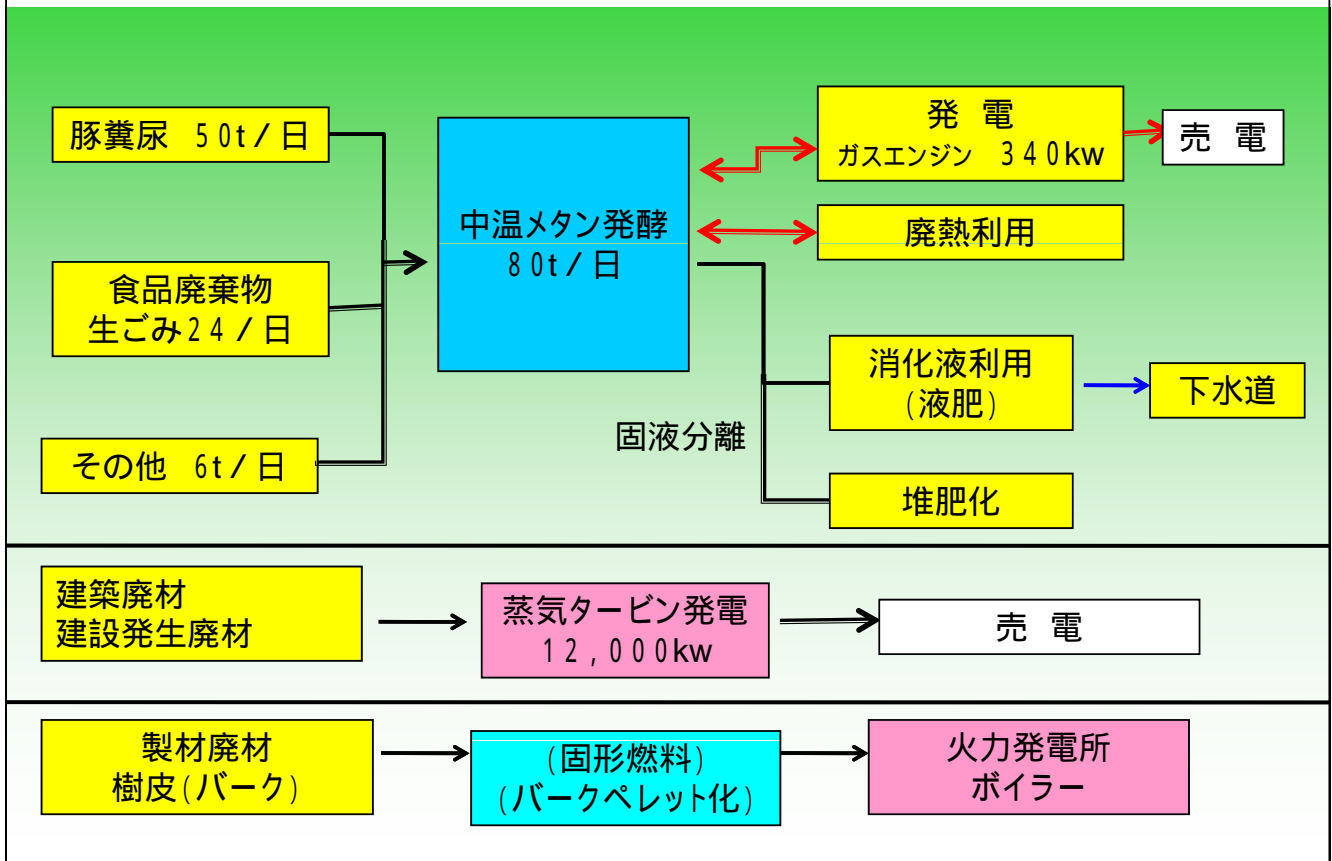 豚糞尿 50t/日
食品廃棄物
生ごみ24/日
その他 6t/日
中温メタン発酵
80t/日
発 電
ガスエンジン 340kw
売 電
廃熱利用
固液分離
消化液利用
(液肥)
下水道
堆肥化
建築廃材
建設発生廃材
蒸気タービン発電
12,000kw
売 電
製材廃材
樹皮(バーク)
(固形燃料)
(バークペレット化)
火力発電所
ボイラー